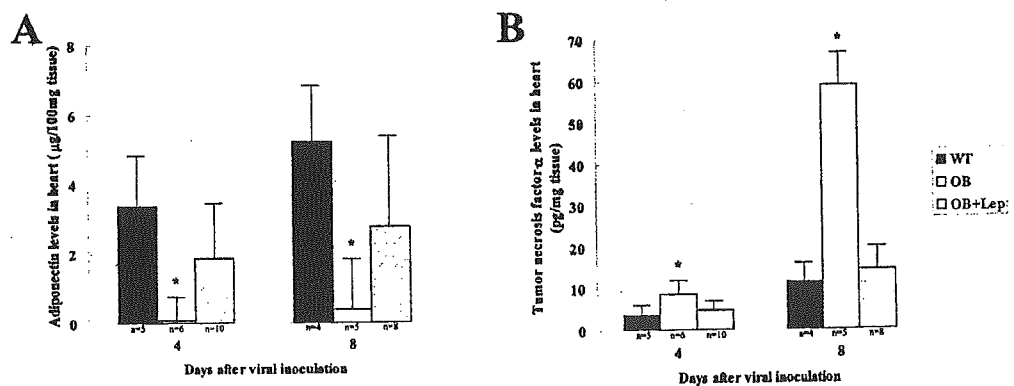 A
Adiponectin levels in heart (μg/100mg tissue)
8
6
4
2
0
*
*
n=5 n=6 n=10 n=4 n=5 n=8
4 8
Days after viral inoculation
B
Tumor necrosis factor-α levels in heart
(pg/mg tissue)
70
60
50
40
30
20
10
0
*
*
n=5 n=6 n=10 n=4 n=5 n=8
4 8
Days after viral inoculation
WT
OB
OB+Lep